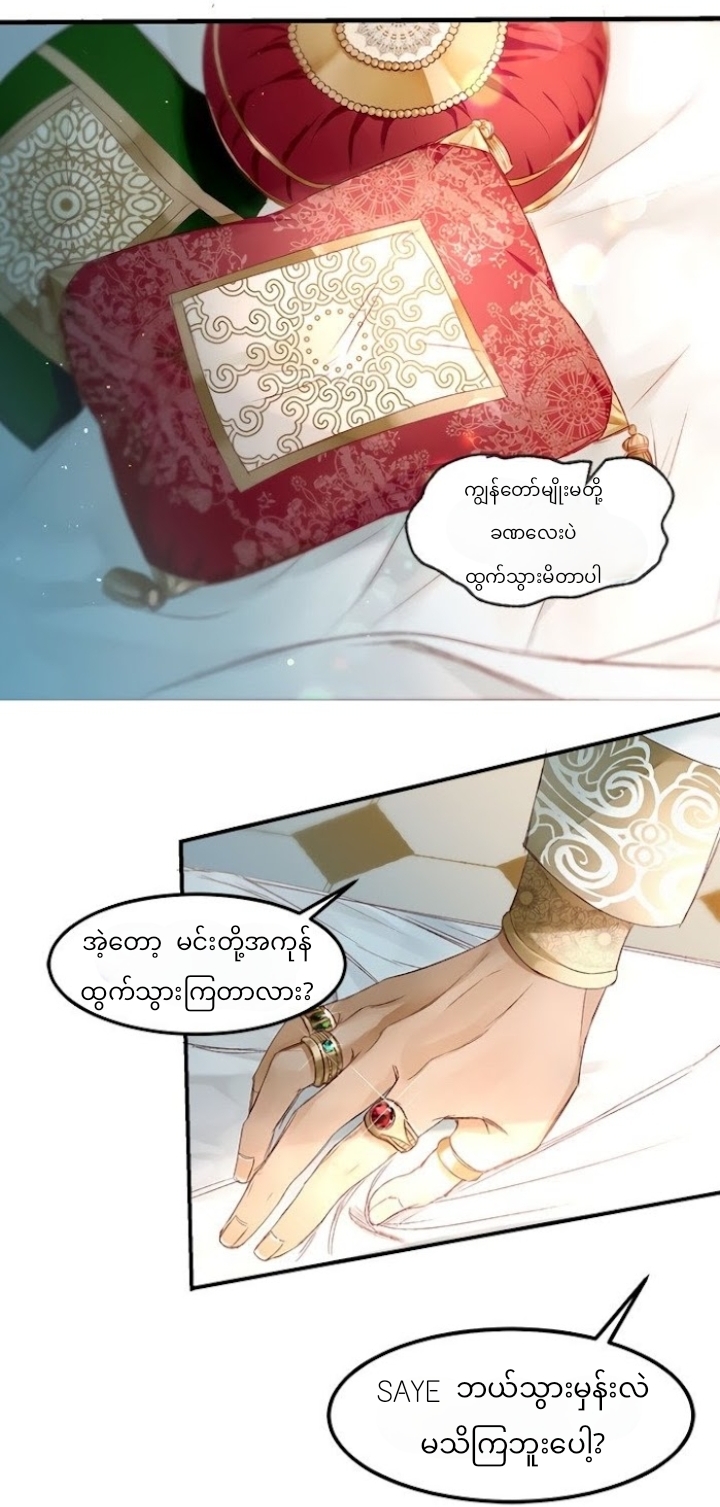 ကျွန်တော်မျိုးမတို့
ခဏလေးပဲ
ထွက်သွားမိတာပါ
အဲ့တော့ မင်းတို့အကုန်
ထွက်သွားကြတာလား?
SAYE ဘယ်သွားမှန်းလဲ
မသိကြဘူးပေါ့?